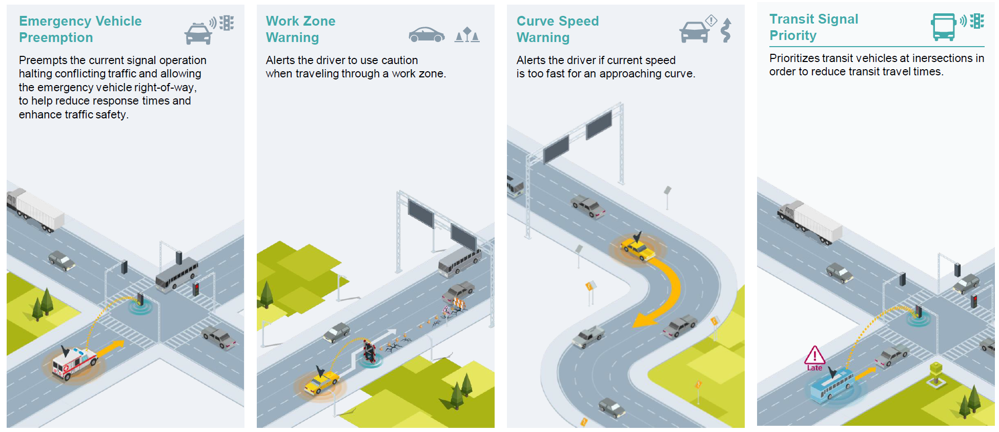 Emergency Vehicle
Preemption
Preempts the current signal operation
halting conflicting traffic and allowing
the emergency vehicle right-of-way,
to help reduce response times and
enhance traffic safety.
Work Zone
Warning
Alerts the driver to use caution
when traveling through a work zone.
Curve Speed
Warning
Alerts the driver if current speed
is too fast for an approaching curve.
Transit Signal
Priority
Prioritizes transit vehicles at inersections in
order to reduce transit travel times.
Late